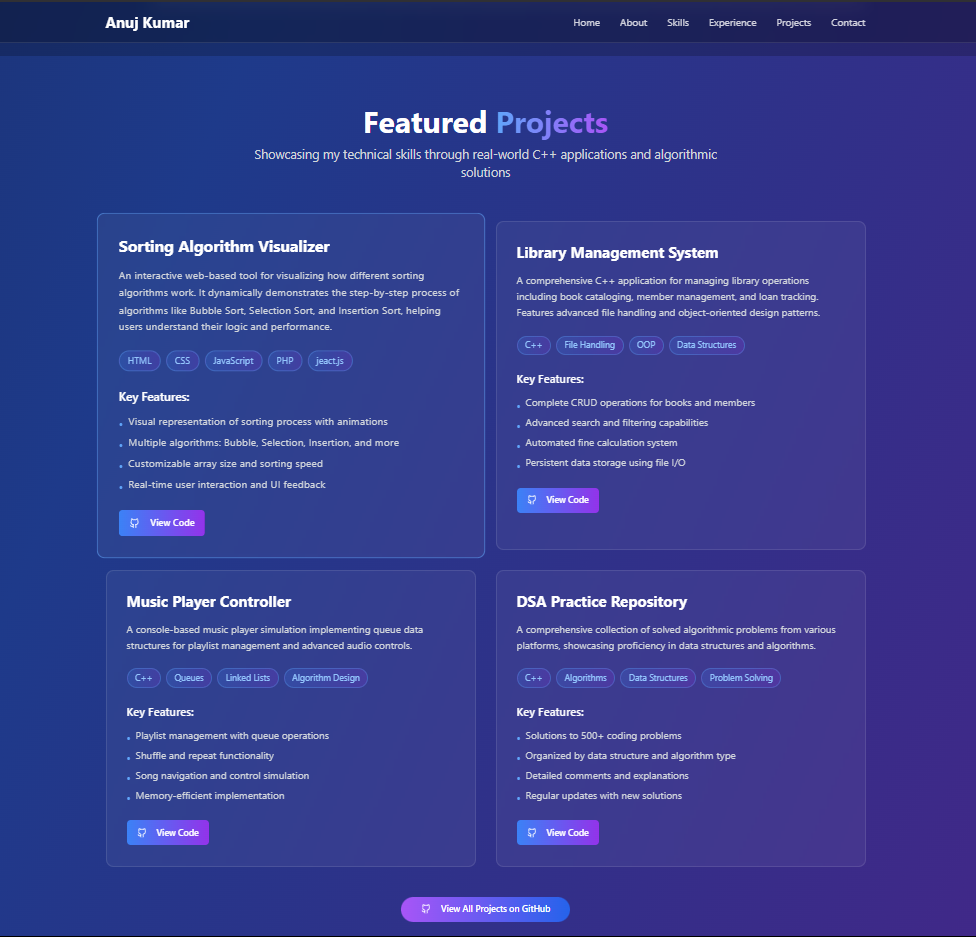 Anuj Kumar
Home About Skills Experience Projects Contact
Featured Projects
Showcasing my technical skills through real-world C++ applications and algorithmic
solutions
Sorting Algorithm Visualizer
An interactive web-based tool for visualizing how different sorting
algorithms work. It dynamically demonstrates the step-by-step process of
algorithms like Bubble Sort, Selection Sort, and Insertion Sort, helping
users understand their logic and performance.
HTML CSS JavaScript PHP jeact.js
Key Features:
Visual representation of sorting process with animations
Multiple algorithms: Bubble, Selection, Insertion, and more
Customizable array size and sorting speed
Real-time user interaction and UI feedback
View Code
Library Management System
A comprehensive C++ application for managing library operations
including book cataloging, member management, and loan tracking.
Features advanced file handling and object-oriented design patterns.
C++ File Handling OOP Data Structures
Key Features:
Complete CRUD operations for books and members
Advanced search and filtering capabilities
Automated fine calculation system
Persistent data storage using file I/O
View Code
Music Player Controller
A console-based music player simulation implementing queue data
structures for playlist management and advanced audio controls.
C++ Queues Linked Lists Algorithm Design
Key Features:
Playlist management with queue operations
Shuffle and repeat functionality
Song navigation and control simulation
Memory-efficient implementation
View Code
DSA Practice Repository
A comprehensive collection of solved algorithmic problems from various
platforms, showcasing proficiency in data structures and algorithms.
C++ Algorithms Data Structures Problem Solving
Key Features:
Solutions to 500+ coding problems
Organized by data structure and algorithm type
Detailed comments and explanations
Regular updates with new solutions
View Code
View All Projects on GitHub